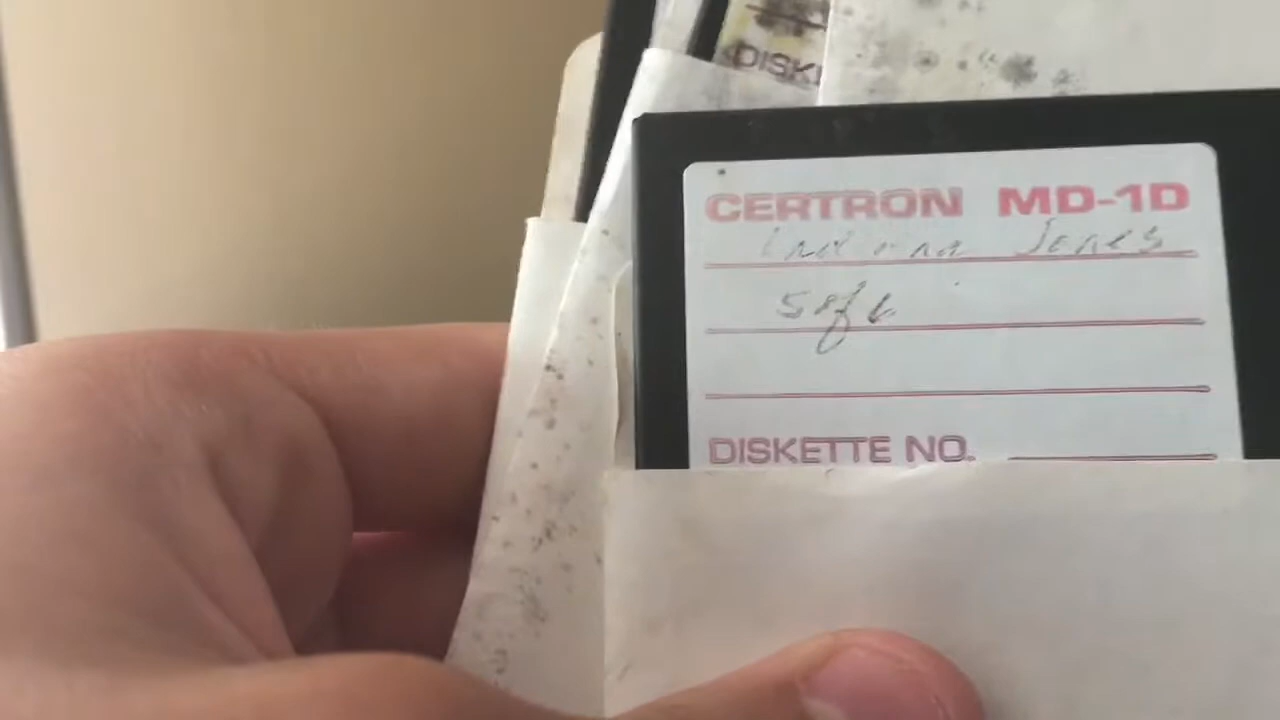 DISK
CERTRON MD-1D
Indiana Jones
5 of 6
DISKETTE NO.